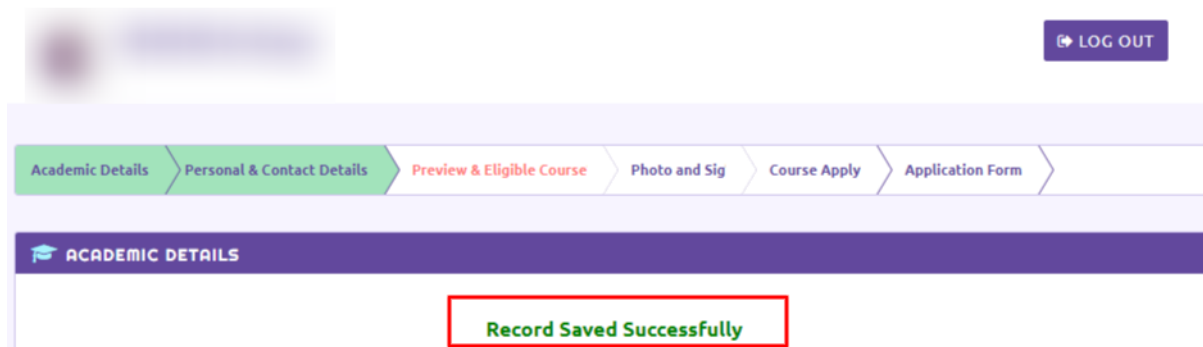 LOG OUT
Academic Details Personal & Contact Details Preview & Eligible Course Photo and Sig Course Apply Application Form
ACADEMIC DETAILS
Record Saved Successfully